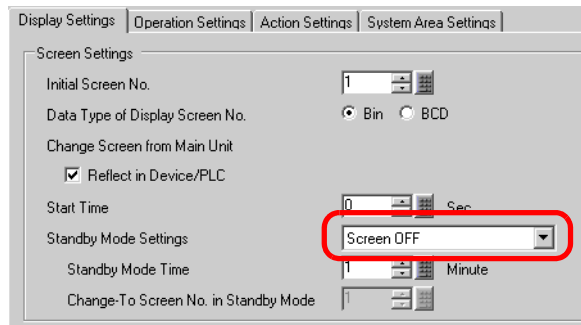 Display Settings Operation Settings Action Settings System Area Settings
Screen Settings
Initial Screen No. 1
Data Type of Display Screen No. Bin BCD
Change Screen from Main Unit
Reflect in Device/PLC
Start Time 0 Sec
Standby Mode Settings Screen OFF
Standby Mode Time 1 Minute
Change-To Screen No. in Standby Mode 1